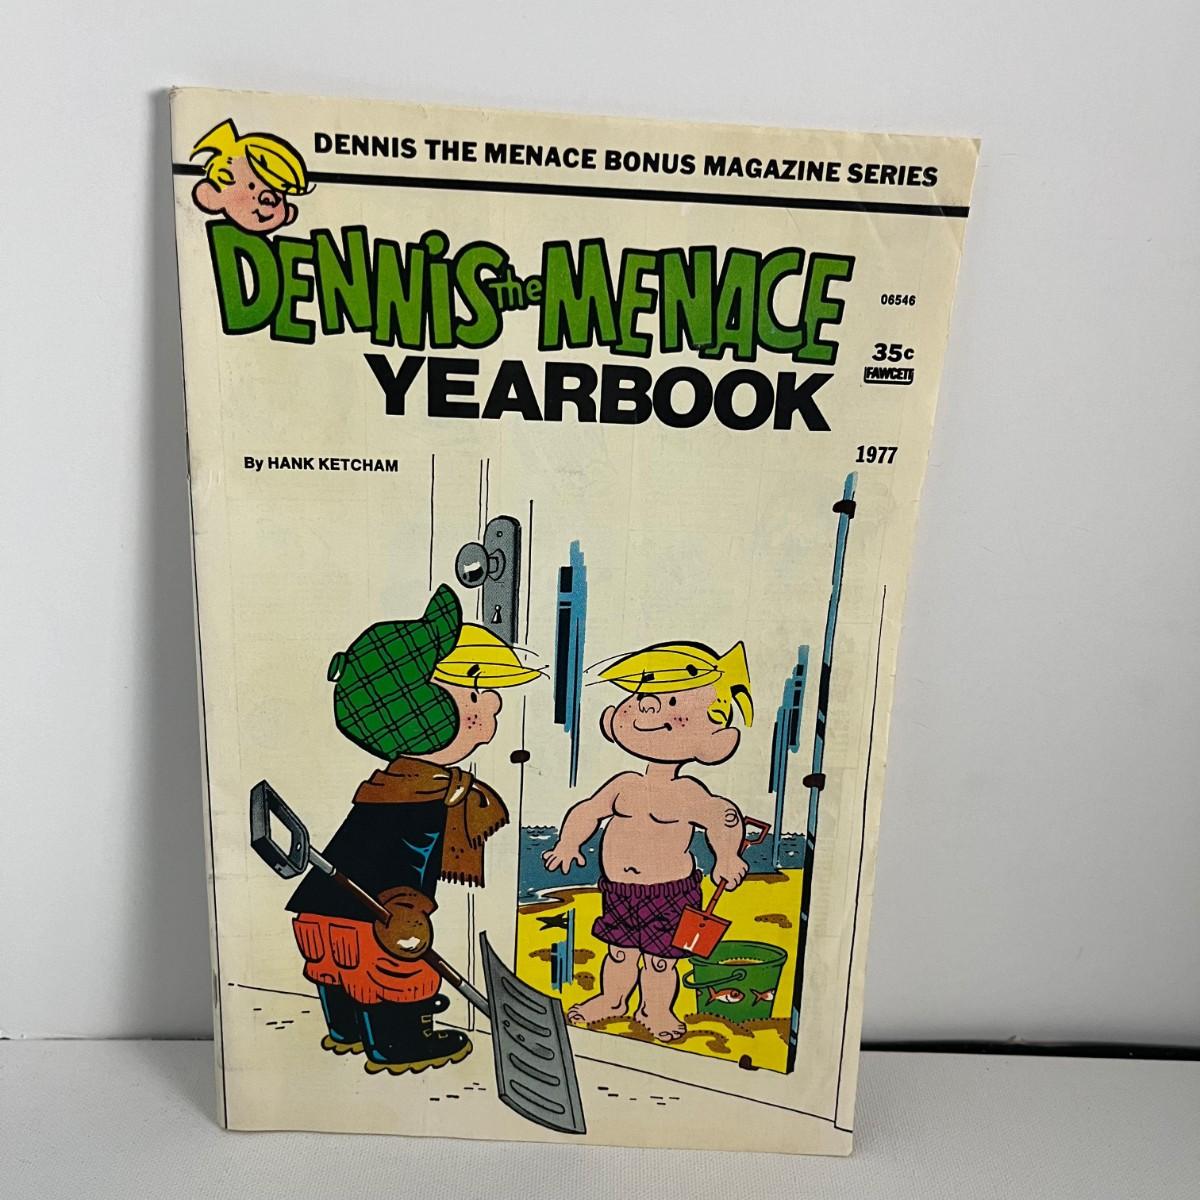 DENNIS THE MENACE BONUS MAGAZINE SERIES
DENNIS the MENACE
YEARBOOK
06546
35c
FAWCETT
1977
By HANK KETCHAM